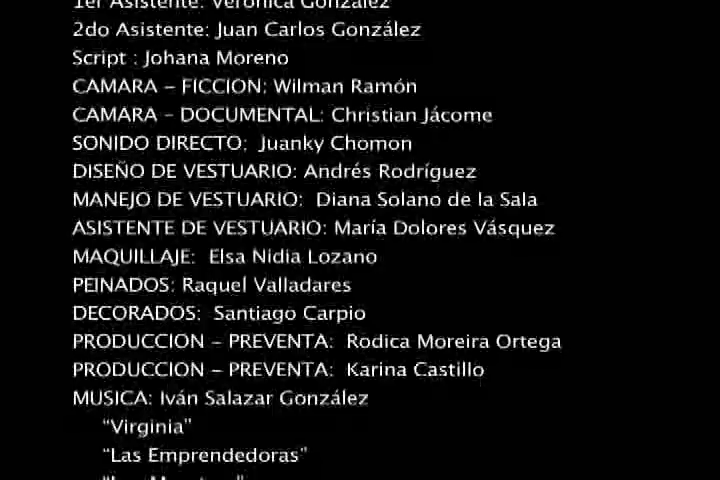 1er Asistente: Verónica González
2do Asistente: Juan Carlos González
Script : Johana Moreno
CAMARA – FICCION: Wilman Ramón
CAMARA – DOCUMENTAL: Christian Jácome
SONIDO DIRECTO:  Juanky Chomon
DISEÑO DE VESTUARIO: Andrés Rodríguez
MANEJO DE VESTUARIO:  Diana Solano de la Sala
ASISTENTE DE VESTUARIO: María Dolores Vásquez
MAQUILLAJE:  Elsa Nidia Lozano
PEINADOS: Raquel Valladares
DECORADOS:  Santiago Carpio
PRODUCCION – PREVENTA:  Rodica Moreira Ortega
PRODUCCION – PREVENTA:  Karina Castillo
MUSICA: Iván Salazar González
“Virginia”
“Las Emprendedoras”